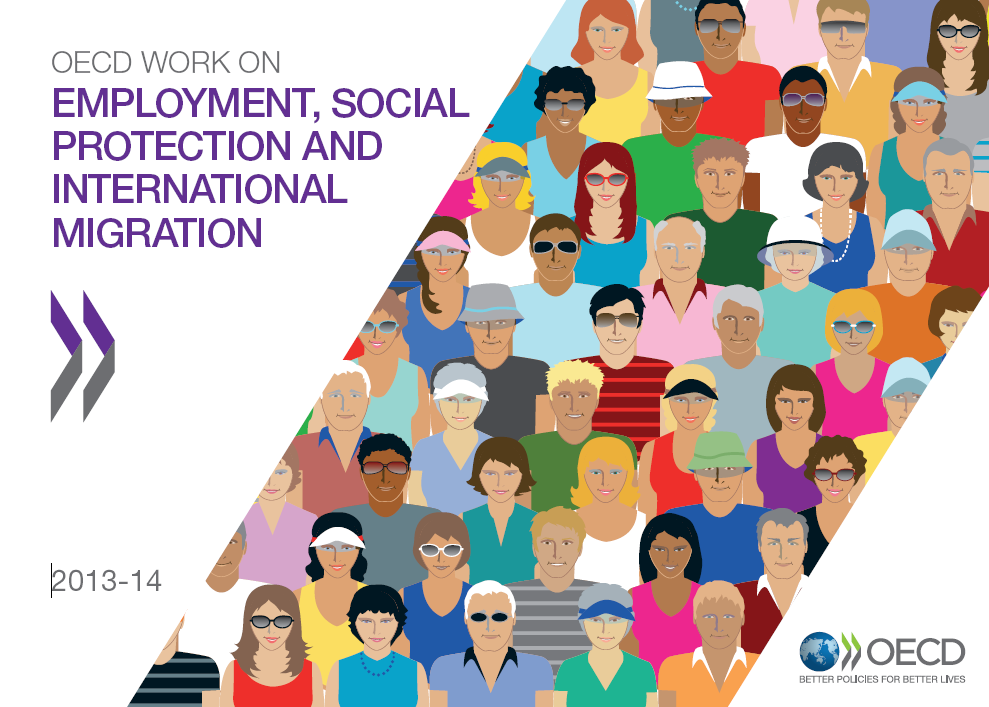 OECD WORK ON
EMPLOYMENT, SOCIAL
PROTECTION AND
INTERNATIONAL
MIGRATION
2013-14
OECD
BETTER POLICIES FOR BETTER LIVES